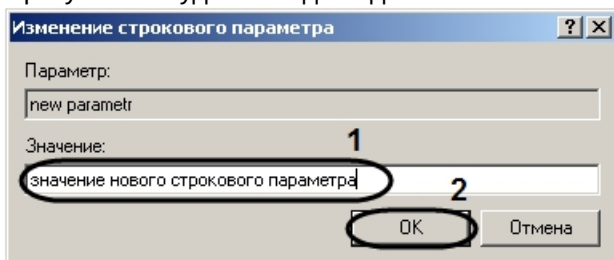 Изменение строкового параметра
Параметр:
new parametr
Значение:
1
значение нового строкового параметра
2
OK
Отмена